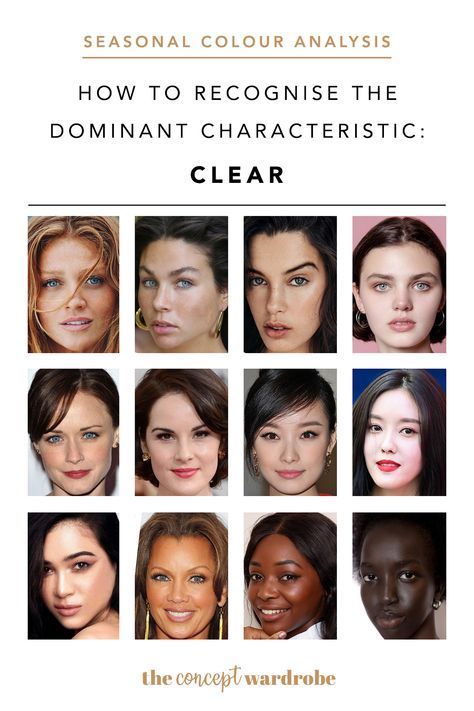 SEASONAL COLOUR ANALYSIS
HOW TO RECOGNISE THE
DOMINANT CHARACTERISTIC:
CLEAR
the concept wardrobe